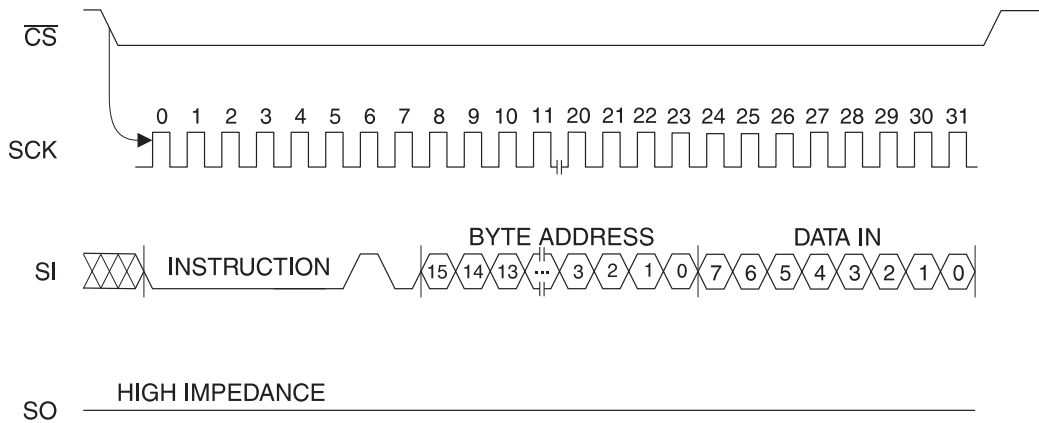 CS
0 1 2 3 4 5 6 7 8 9 10 11 20 21 22 23 24 25 26 27 28 29 30 31
SCK
BYTE ADDRESS DATA IN
SI INSTRUCTION 15 14 13 ... 3 2 1 0 7 6 5 4 3 2 1 0
HIGH IMPEDANCE
SO